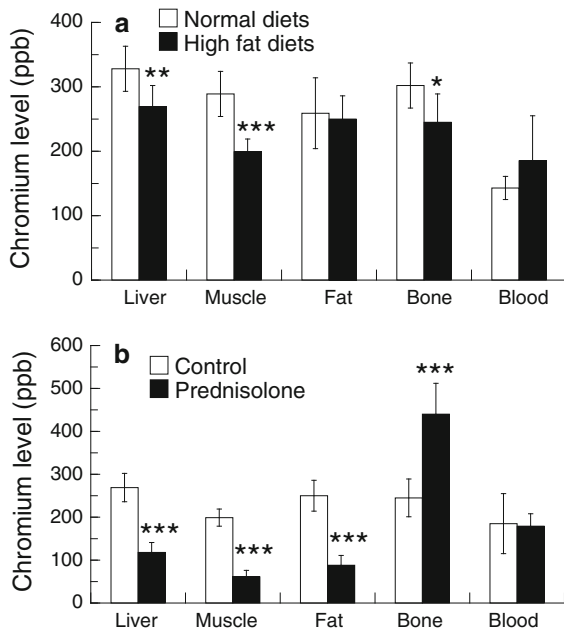 a
Normal diets
High fat diets
Chromium level (ppb)
400
300
200
100
0
**
***
*
Liver Muscle Fat Bone Blood
b
Control
Prednisolone
Chromium level (ppb)
600
500
400
300
200
100
0
***
***
***
***
Liver Muscle Fat Bone Blood